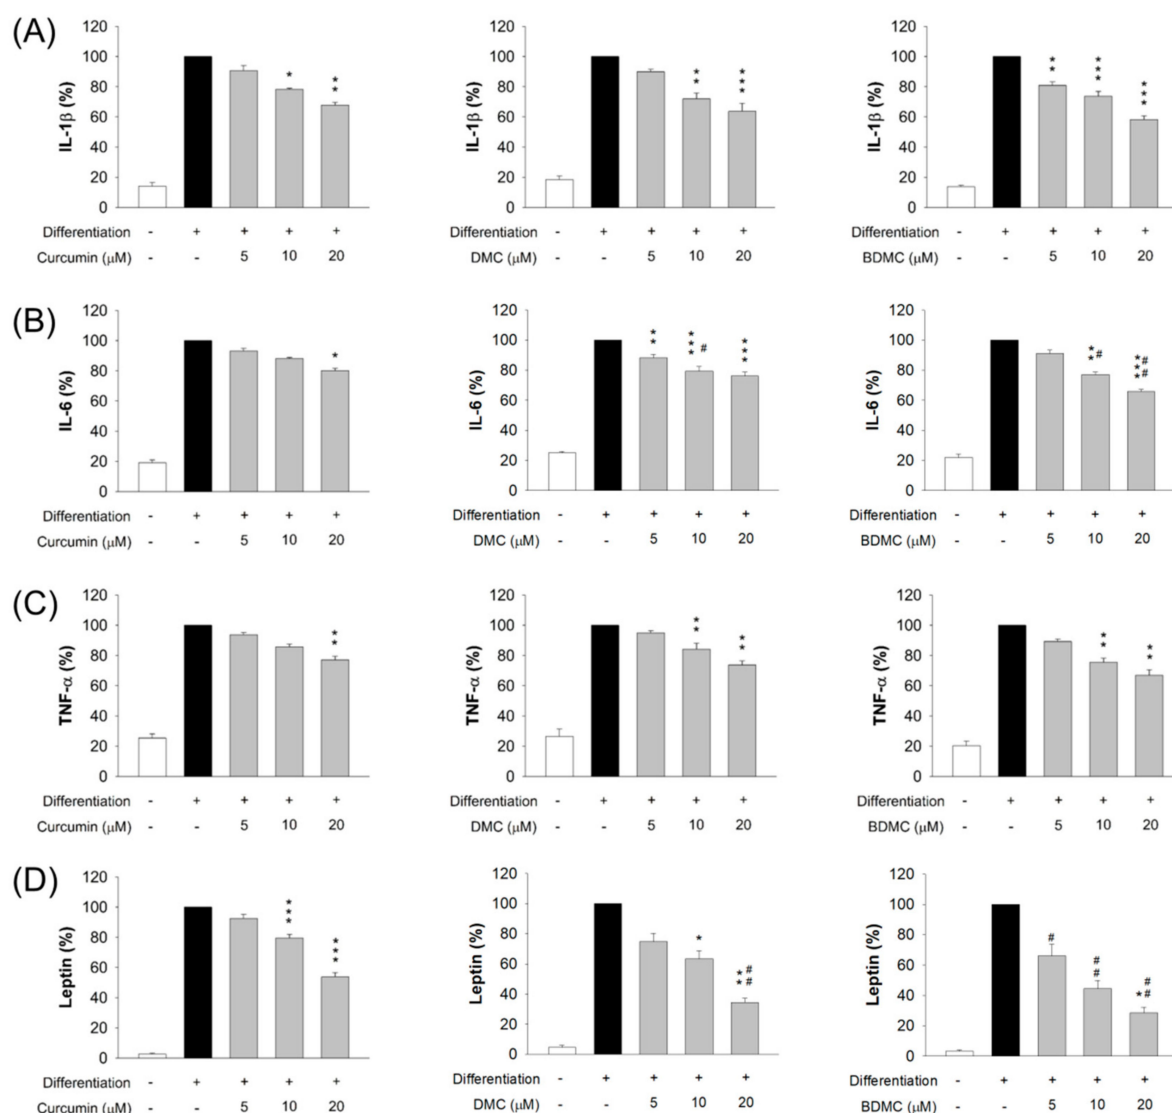 (A)
IL-1β (%)
120
100
80
60
40
20
0
*
**
Differentiation - + + + +
Curcumin (μM) - - 5 10 20
IL-1β (%)
120
100
80
60
40
20
0
**
***
Differentiation - + + + +
DMC (μM) - - 5 10 20
IL-1β (%)
120
100
80
60
40
20
0
**
***
***
Differentiation - + + + +
BDMC (μM) - - 5 10 20
(B)
IL-6 (%)
120
100
80
60
40
20
0
*
Differentiation - + + + +
Curcumin (μM) - - 5 10 20
IL-6 (%)
120
100
80
60
40
20
0
**
*** #
***
Differentiation - + + + +
DMC (μM) - - 5 10 20
IL-6 (%)
120
100
80
60
40
20
0
** #
*** ##
Differentiation - + + + +
BDMC (μM) - - 5 10 20
(C)
TNF-α (%)
120
100
80
60
40
20
0
**
Differentiation - + + + +
Curcumin (μM) - - 5 10 20
TNF-α (%)
120
100
80
60
40
20
0
**
**
Differentiation - + + + +
DMC (μM) - - 5 10 20
TNF-α (%)
120
100
80
60
40
20
0
**
**
Differentiation - + + + +
BDMC (μM) - - 5 10 20
(D)
Leptin (%)
120
100
80
60
40
20
0
***
***
Differentiation - + + + +
Curcumin (μM) - - 5 10 20
Leptin (%)
120
100
80
60
40
20
0
*
** ##
Differentiation - + + + +
DMC (μM) - - 5 10 20
Leptin (%)
120
100
80
60
40
20
0
#
##
* ##
Differentiation - + + + +
BDMC (μM) - - 5 10 20